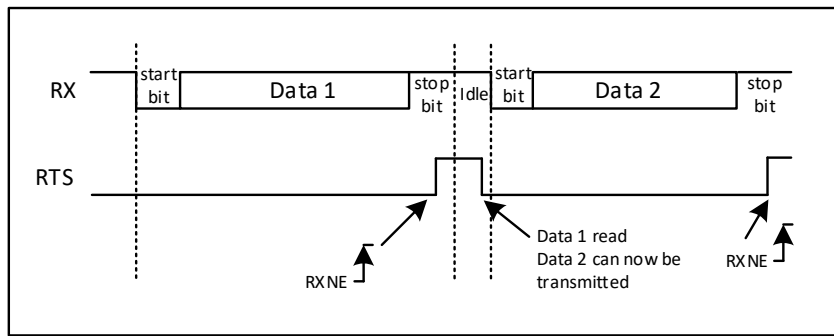 RX
start
bit
Data 1
stop
bit
Idle
start
bit
Data 2
stop
bit
RTS
RXNE
Data 1 read
Data 2 can now be
transmitted
RXNE